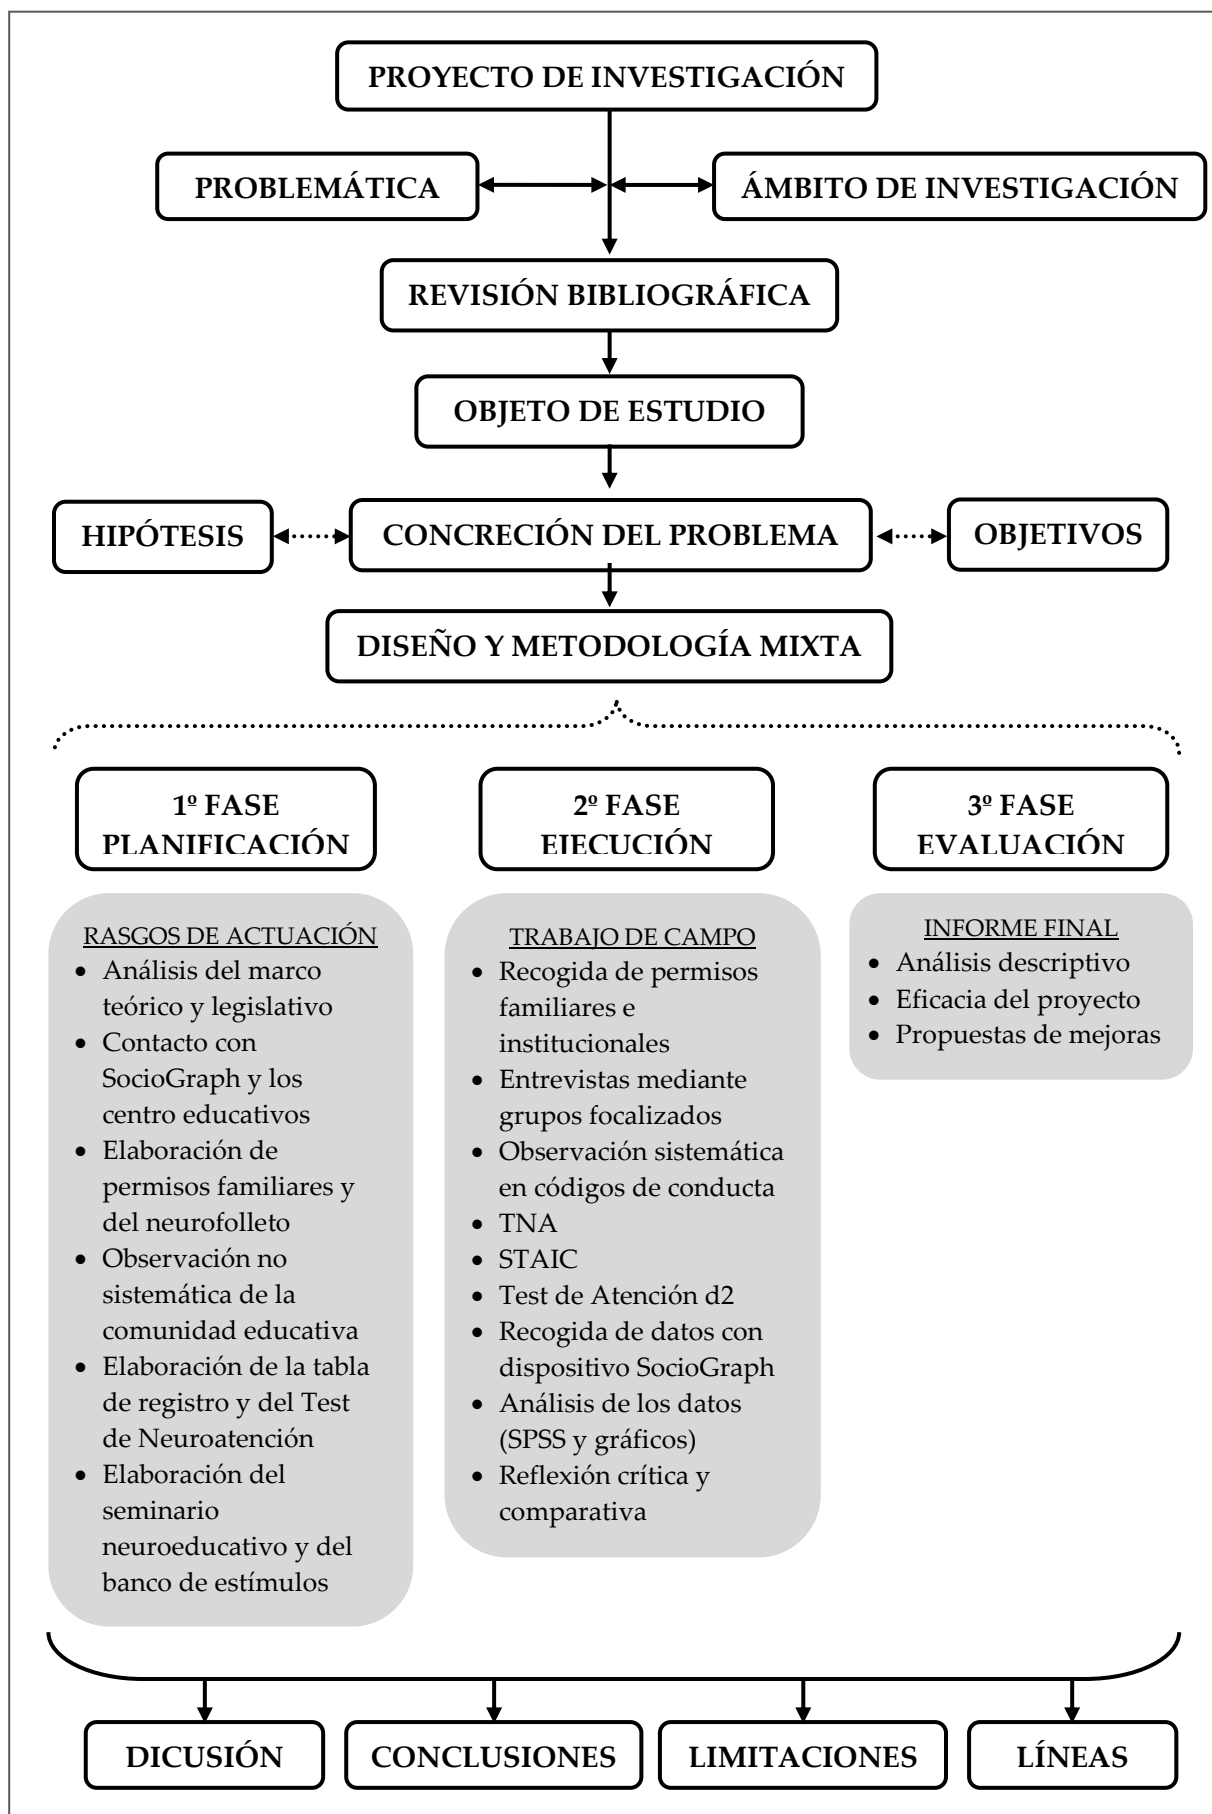 PROYECTO DE INVESTIGACIÓN
PROBLEMÁTICA
ÁMBITO DE INVESTIGACIÓN
REVISIÓN BIBLIOGRÁFICA
OBJETO DE ESTUDIO
HIPÓTESIS
CONCRECIÓN DEL PROBLEMA
OBJETIVOS
DISEÑO Y METODOLOGÍA MIXTA
1º FASE
PLANIFICACIÓN
2º FASE
EJECUCIÓN
3º FASE
EVALUACIÓN
RASGOS DE ACTUACIÓN
• Análisis del marco
teórico y legislativo
• Contacto con
SocioGraph y los
centro educativos
• Elaboración de
permisos familiares y
del neurofolleto
• Observación no
sistemática de la
comunidad educativa
• Elaboración de la tabla
de registro y del Test
de Neuroatención
• Elaboración del
seminario
neuroeducativo y del
banco de estímulos
TRABAJO DE CAMPO
• Recogida de permisos
familiares e
institucionales
• Entrevistas mediante
grupos focalizados
• Observación sistemática
en códigos de conducta
• TNA
• STAIC
• Test de Atención d2
• Recogida de datos con
dispositivo SocioGraph
• Análisis de los datos
(SPSS y gráficos)
• Reflexión crítica y
comparativa
INFORME FINAL
• Análisis descriptivo
• Eficacia del proyecto
• Propuestas de mejoras
DICUSIÓN
CONCLUSIONES
LIMITACIONES
LÍNEAS